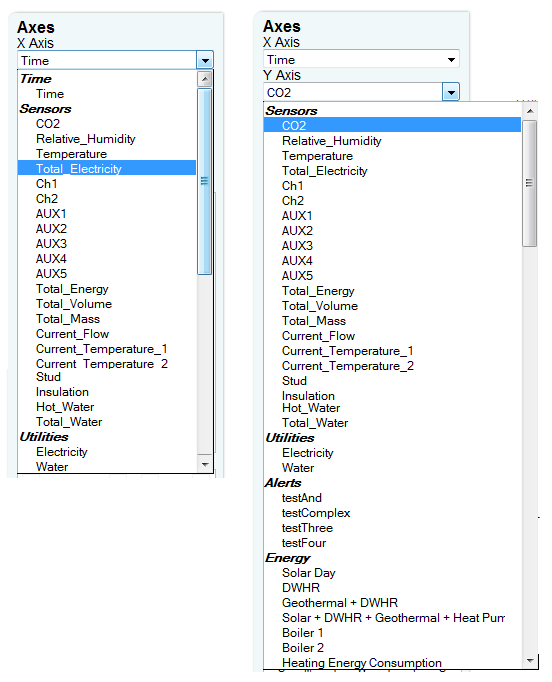 Axes
X Axis
Time
Time
Time
Sensors
CO2
Relative_Humidity
Temperature
Total_Electricity
Ch1
Ch2
AUX1
AUX2
AUX3
AUX4
AUX5
Total_Energy
Total_Volume
Total_Mass
Current_Flow
Current_Temperature_1
Current_Temperature_2
Stud
Insulation
Hot_Water
Total_Water
Utilities
Electricity
Water
Axes
X Axis
Time
Y Axis
CO2
Sensors
CO2
Relative_Humidity
Temperature
Total_Electricity
Ch1
Ch2
AUX1
AUX2
AUX3
AUX4
AUX5
Total_Energy
Total_Volume
Total_Mass
Current_Flow
Current_Temperature_1
Current_Temperature_2
Stud
Insulation
Hot_Water
Total_Water
Utilities
Electricity
Water
Alerts
testAnd
testComplex
testThree
testFour
Energy
Solar Day
DWHR
Geothermal + DWHR
Solar + DWHR + Geothermal + Heat Pum
Boiler 1
Boiler 2
Heating Energy Consumption